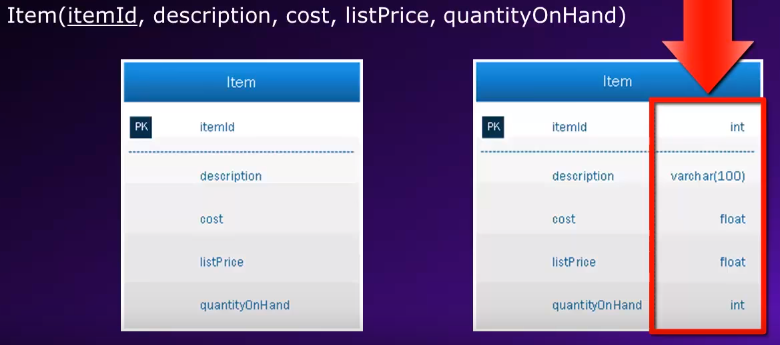 Item(itemId, description, cost, listPrice, quantityOnHand)
Item
PK itemId
description
cost
listPrice
quantityOnHand
Item
PK itemId int
description varchar(100)
cost float
listPrice float
quantityOnHand int